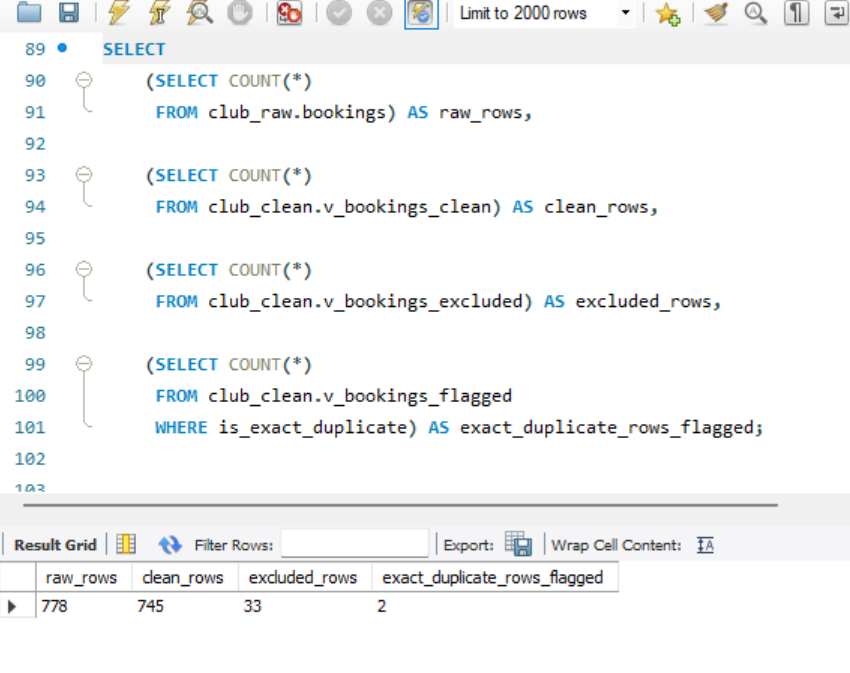 Limit to 2000 rows
89 SELECT
90 (SELECT COUNT(*)
91 FROM club_raw.bookings) AS raw_rows,
92
93 (SELECT COUNT(*)
94 FROM club_clean.v_bookings_clean) AS clean_rows,
95
96 (SELECT COUNT(*)
97 FROM club_clean.v_bookings_excluded) AS excluded_rows,
98
99 (SELECT COUNT(*)
100 FROM club_clean.v_bookings_flagged
101 WHERE is_exact_duplicate) AS exact_duplicate_rows_flagged;
102
103
Result Grid Filter Rows: Export: Wrap Cell Content: IA
raw_rows clean_rows excluded_rows exact_duplicate_rows_flagged
778 745 33 2